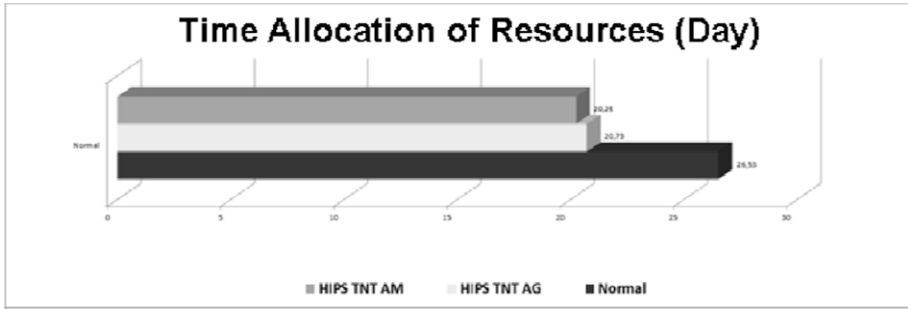 Time Allocation of Resources (Day)
20,25
20,73
Normal
26,50
0 5 10 15 20 25 30
HIPS TNT AM HIPS TNT AG Normal